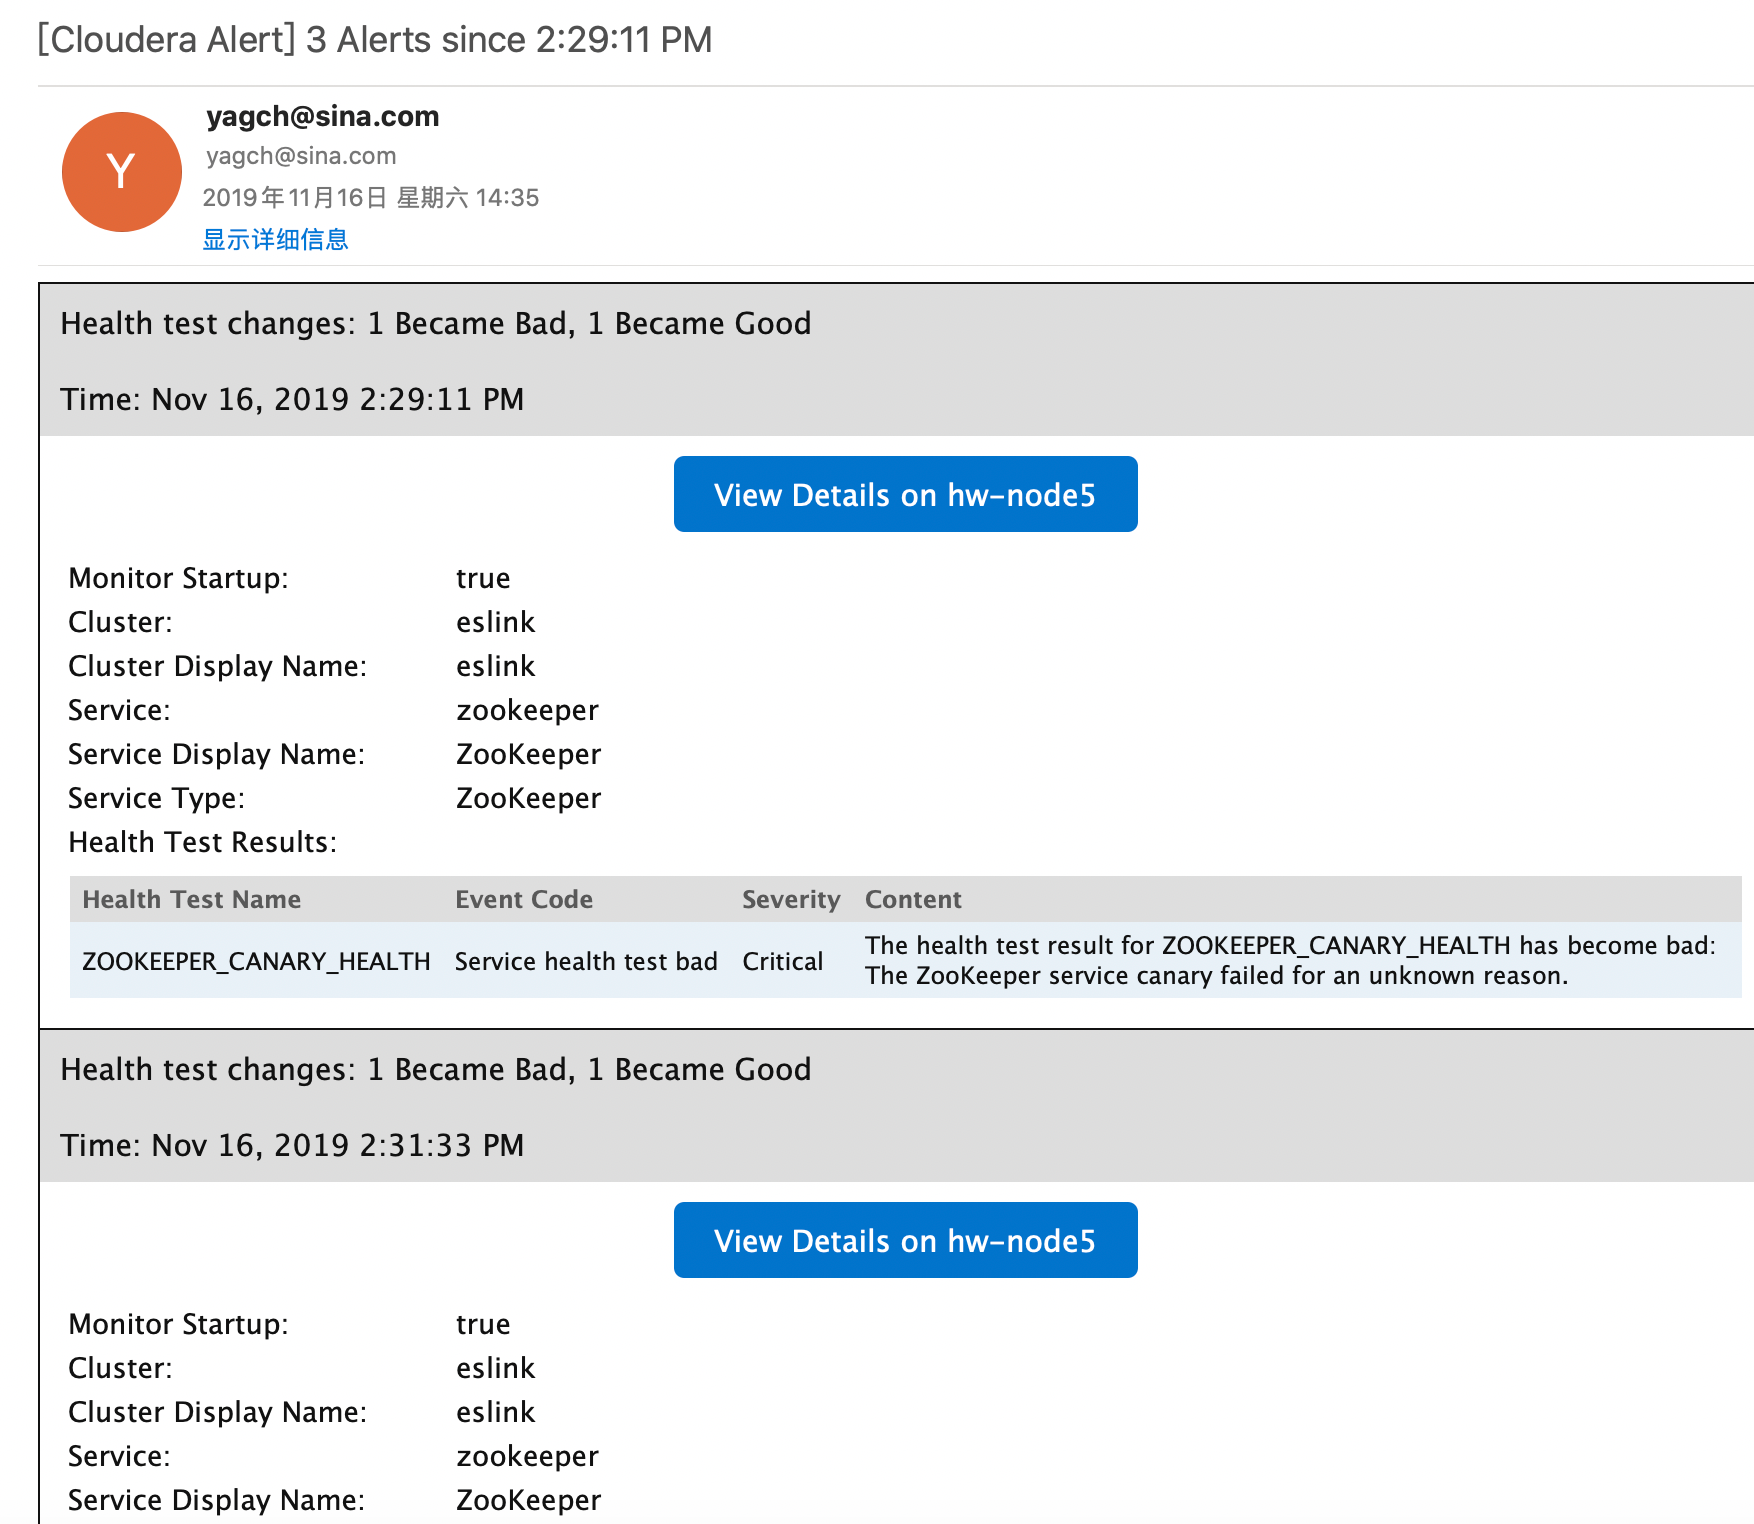 [Cloudera Alert] 3 Alerts since 2:29:11 PM
Y
yagch@sina.com
yagch@sina.com
2019年11月16日 星期六 14:35
显示详细信息
Health test changes: 1 Became Bad, 1 Became Good
Time: Nov 16, 2019 2:29:11 PM
View Details on hw-node5
Monitor Startup: true
Cluster: eslink
Cluster Display Name: eslink
Service: zookeeper
Service Display Name: ZooKeeper
Service Type: ZooKeeper
Health Test Results:
Health Test Name Event Code Severity Content
ZOOKEEPER_CANARY_HEALTH Service health test bad Critical The health test result for ZOOKEEPER_CANARY_HEALTH has become bad:
The ZooKeeper service canary failed for an unknown reason.
Health test changes: 1 Became Bad, 1 Became Good
Time: Nov 16, 2019 2:31:33 PM
View Details on hw-node5
Monitor Startup: true
Cluster: eslink
Cluster Display Name: eslink
Service: zookeeper
Service Display Name: ZooKeeper